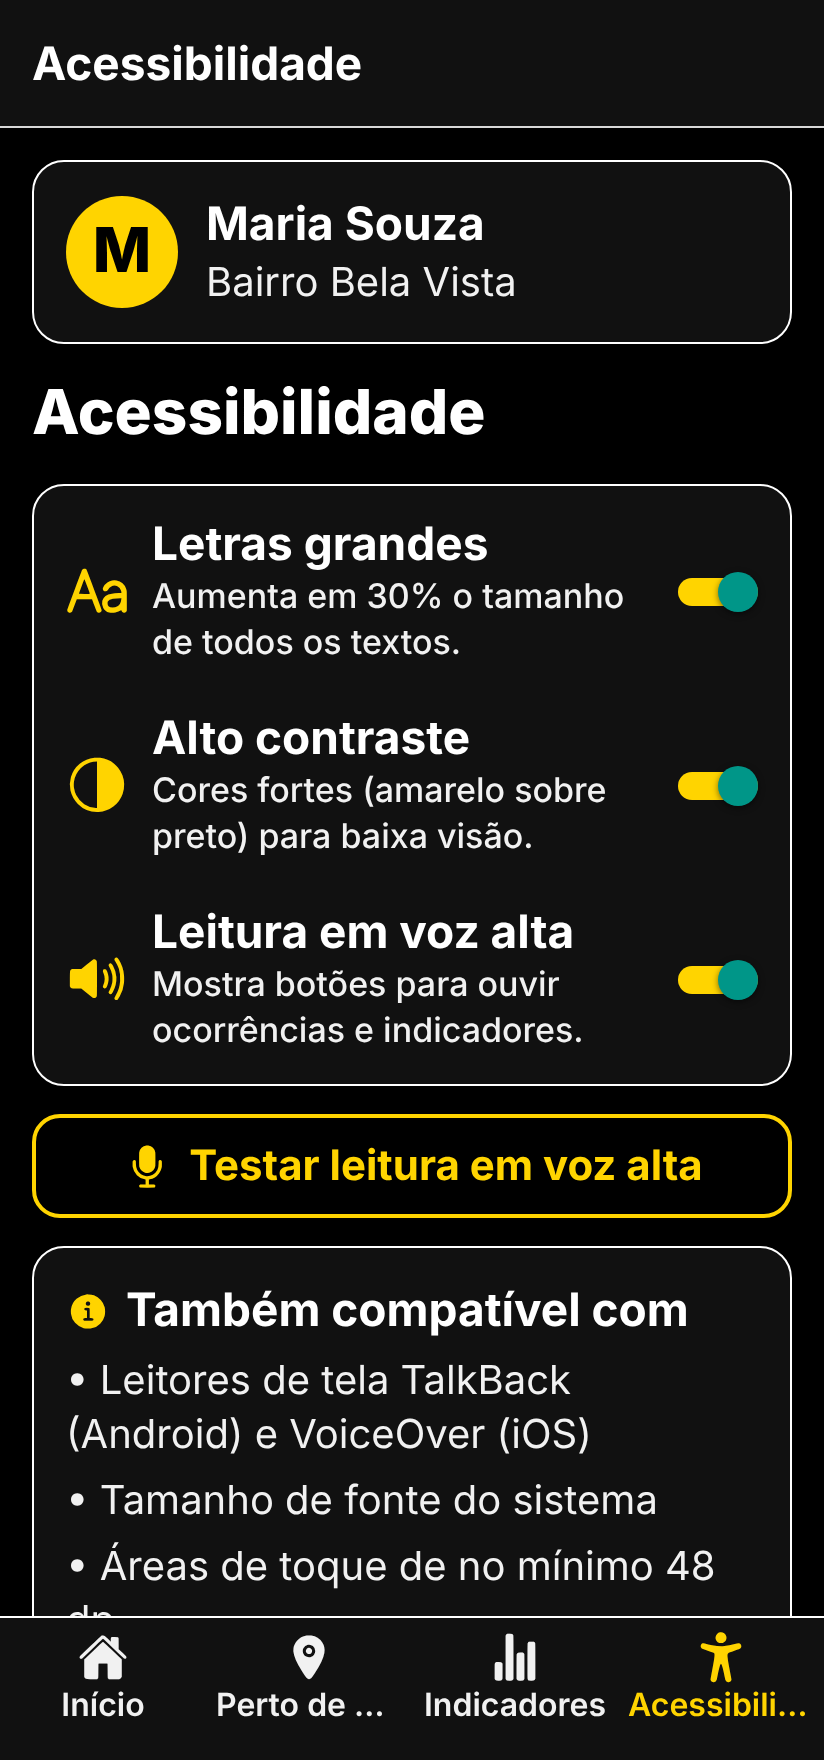 Acessibilidade
M
Maria Souza
Bairro Bela Vista
Acessibilidade
Aa
Letras grandes
Aumenta em 30% o tamanho
de todos os textos.
Alto contraste
Cores fortes (amarelo sobre
preto) para baixa visão.
Leitura em voz alta
Mostra botões para ouvir
ocorrências e indicadores.
Testar leitura em voz alta
Também compatível com
• Leitores de tela TalkBack
(Android) e VoiceOver (iOS)
• Tamanho de fonte do sistema
• Áreas de toque de no mínimo 48
dp
Início
Perto de ...
Indicadores
Acessibili...